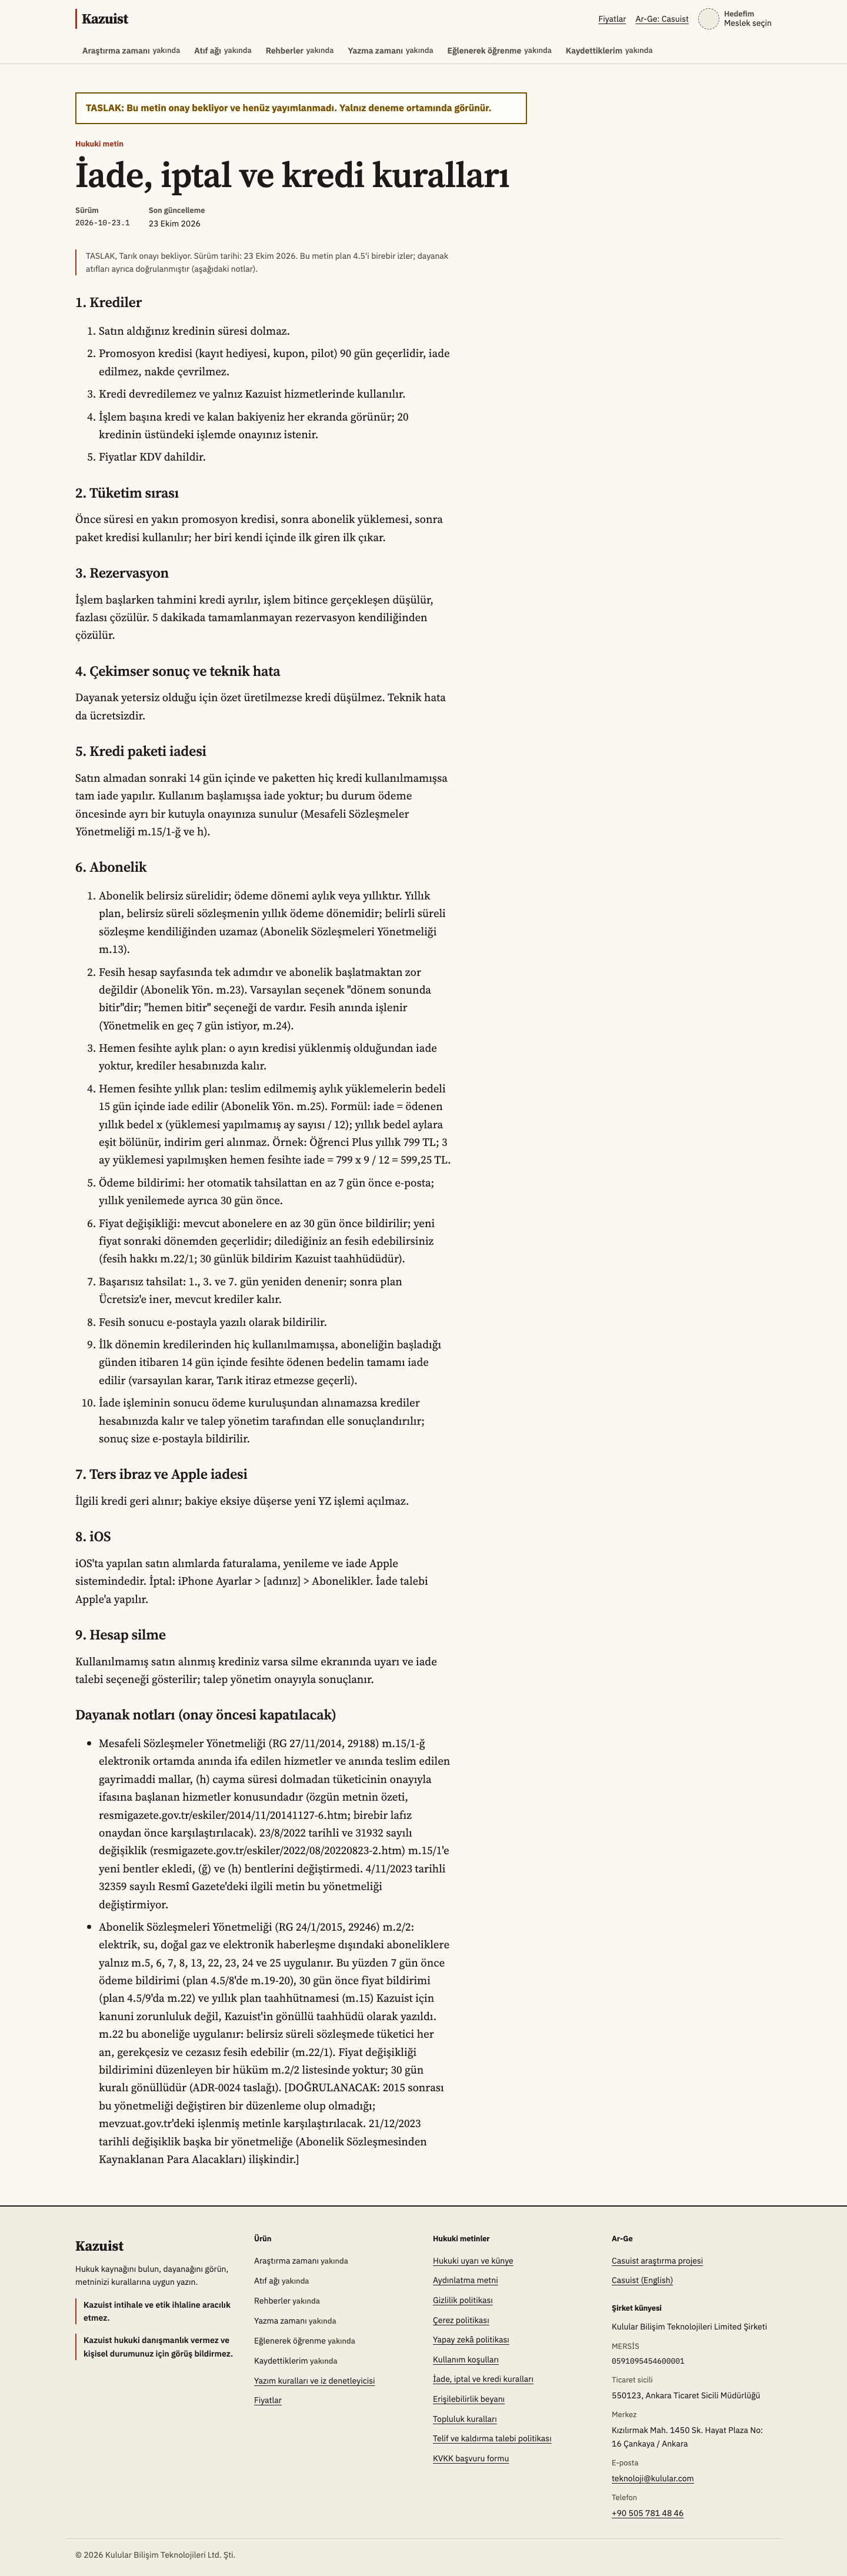 Kazuist
Fiyatlar
Ar-Ge: Casuist
Hedefim
Meslek seçin
Araştırma zamanı yakında
Atıf ağı yakında
Rehberler yakında
Yazma zamanı yakında
Eğlenerek öğrenme yakında
Kaydettiklerim yakında
TASLAK: Bu metin onay bekliyor ve henüz yayımlanmadı. Yalnız deneme ortamında görünür.
Hukuki metin
İade, iptal ve kredi kuralları
Sürüm
2026-10-23.1
Son güncelleme
23 Ekim 2026
TASLAK, Tarık onayı bekliyor. Sürüm tarihi: 23 Ekim 2026. Bu metin plan 4.5'i birebir izler; dayanak
atıfları ayrıca doğrulanmıştır (aşağıdaki notlar).
1. Krediler
1. Satın aldığınız kredinin süresi dolmaz.
2. Promosyon kredisi (kayıt hediyesi, kupon, pilot) 90 gün geçerlidir, iade
edilmez, nakde çevrilmez.
3. Kredi devredilemez ve yalnız Kazuist hizmetlerinde kullanılır.
4. İşlem başına kredi ve kalan bakiyeniz her ekranda görünür; 20
kredinin üstündeki işlemde onayınız istenir.
5. Fiyatlar KDV dahildir.
2. Tüketim sırası
Önce süresi en yakın promosyon kredisi, sonra abonelik yüklemesi, sonra
paket kredisi kullanılır; her biri kendi içinde ilk giren ilk çıkar.
3. Rezervasyon
İşlem başlarken tahmini kredi ayrılır, işlem bitince gerçekleşen düşülür,
fazlası çözülür. 5 dakikada tamamlanmayan rezervasyon kendiliğinden
çözülür.
4. Çekimser sonuç ve teknik hata
Dayanak yetersiz olduğu için özet üretilmezse kredi düşülmez. Teknik hata
da ücretsizdir.
5. Kredi paketi iadesi
Satın almadan sonraki 14 gün içinde ve paketten hiç kredi kullanılmamışsa
tam iade yapılır. Kullanım başlamışsa iade yoktur; bu durum ödeme
öncesinde ayrı bir kutuyla onayınıza sunulur (Mesafeli Sözleşmeler
Yönetmeliği m.15/1-ğ ve h).
6. Abonelik
1. Abonelik belirsiz sürelidir; ödeme dönemi aylık veya yıllıktır. Yıllık
plan, belirsiz süreli sözleşmenin yıllık ödeme dönemidir; belirli süreli
sözleşme kendiliğinden uzamaz (Abonelik Sözleşmeleri Yönetmeliği
m.13).
2. Fesih hesap sayfasında tek adımdır ve abonelik başlatmaktan zor
değildir (Abonelik Yön. m.23). Varsayılan seçenek "dönem sonunda
bitir"dir; "hemen bitir" seçeneği de vardır. Fesih anında işlenir
(Yönetmelik en geç 7 gün istiyor, m.24).
3. Hemen fesihte aylık plan: o ayın kredisi yüklenmiş olduğundan iade
yoktur, krediler hesabınızda kalır.
4. Hemen fesihte yıllık plan: teslim edilmemiş aylık yüklemelerin bedeli
15 gün içinde iade edilir (Abonelik Yön. m.25). Formül: iade = ödenen
yıllık bedel x (yüklemesi yapılmamış ay sayısı / 12); yıllık bedel aylara
eşit bölünür, indirim geri alınmaz. Örnek: Öğrenci Plus yıllık 799 TL; 3
ay yüklemesi yapılmışken hemen fesihte iade = 799 x 9 / 12 = 599,25 TL.
5. Ödeme bildirimi: her otomatik tahsilattan en az 7 gün önce e-posta;
yıllık yenilemede ayrıca 30 gün önce.
6. Fiyat değişikliği: mevcut abonelere en az 30 gün önce bildirilir; yeni
fiyat sonraki dönemden geçerlidir; dilediğiniz an fesih edebilirsiniz
(fesih hakkı m.22/1; 30 günlük bildirim Kazuist taahhüdüdür).
7. Başarısız tahsilat: 1., 3. ve 7. gün yeniden denenir; sonra plan
Ücretsiz'e iner, mevcut krediler kalır.
8. Fesih sonucu e-postayla yazılı olarak bildirilir.
9. İlk dönemin kredilerinden hiç kullanılmamışsa, aboneliğin başladığı
günden itibaren 14 gün içinde fesihte ödenen bedelin tamamı iade
edilir (varsayılan karar, Tarık itiraz etmezse geçerli).
10. İade işleminin sonucu ödeme kuruluşundan alınamazsa krediler
hesabınızda kalır ve talep yönetim tarafından elle sonuçlandırılır;
sonuç size e-postayla bildirilir.
7. Ters ibraz ve Apple iadesi
İlgili kredi geri alınır; bakiye eksiye düşerse yeni YZ işlemi açılmaz.
8. iOS
iOS'ta yapılan satın alımlarda faturalama, yenileme ve iade Apple
sistemindedir. İptal: iPhone Ayarlar > [adınız] > Abonelikler. İade talebi
Apple'a yapılır.
9. Hesap silme
Kullanılmamış satın alınmış krediniz varsa silme ekranında uyarı ve iade
talebi seçeneği gösterilir; talep yönetim onayıyla sonuçlanır.
Dayanak notları (onay öncesi kapatılacak)
• Mesafeli Sözleşmeler Yönetmeliği (RG 27/11/2014, 29188) m.15/1-ğ
elektronik ortamda anında ifa edilen hizmetler ve anında teslim edilen
gayrimaddi mallar, (h) cayma süresi dolmadan tüketicinin onayıyla
ifasına başlanan hizmetler konusundadır (özgün metnin özeti,
resmigazete.gov.tr/eskiler/2014/11/20141127-6.htm; birebir lafız
onaydan önce karşılaştırılacak). 23/8/2022 tarihli ve 31932 sayılı
değişiklik (resmigazete.gov.tr/eskiler/2022/08/20220823-2.htm) m.15/1'e
yeni bentler ekledi, (ğ) ve (h) bentlerini değiştirmedi. 4/11/2023 tarihli
32359 sayılı Resmî Gazete'deki ilgili metin bu yönetmeliği
değiştirmiyor.
• Abonelik Sözleşmeleri Yönetmeliği (RG 24/1/2015, 29246) m.2/2:
elektrik, su, doğal gaz ve elektronik haberleşme dışındaki aboneliklere
yalnız m.5, 6, 7, 8, 13, 22, 23, 24 ve 25 uygulanır. Bu yüzden 7 gün önce
ödeme bildirimi (plan 4.5/8'de m.19-20), 30 gün önce fiyat bildirimi
(plan 4.5/9'da m.22) ve yıllık plan taahhütnamesi (m.15) Kazuist için
kanuni zorunluluk değil, Kazuist'in gönüllü taahhüdü olarak yazıldı.
m.22 bu aboneliğe uygulanır: belirsiz süreli sözleşmede tüketici her
an, gerekçesiz ve cezasız fesih edebilir (m.22/1). Fiyat değişikliği
bildirimini düzenleyen bir hüküm m.2/2 listesinde yoktur; 30 gün
kuralı gönüllüdür (ADR-0024 taslağı). [DOĞRULANACAK: 2015 sonrası
bu yönetmeliği değiştiren bir düzenleme olup olmadığı;
mevzuat.gov.tr'deki işlenmiş metinle karşılaştırılacak. 21/12/2023
tarihli değişiklik başka bir yönetmeliğe (Abonelik Sözleşmesinden
Kaynaklanan Para Alacakları) ilişkindir.]
Kazuist
Hukuk kaynağını bulun, dayanağını görün,
metninizi kurallarına uygun yazın.
Kazuist intihale ve etik ihlaline aracılık
etmez.
Kazuist hukuki danışmanlık vermez ve
kişisel durumunuz için görüş bildirmez.
Ürün
Araştırma zamanı yakında
Atıf ağı yakında
Rehberler yakında
Yazma zamanı yakında
Eğlenerek öğrenme yakında
Kaydettiklerim yakında
Yazım kuralları ve iz denetleyicisi
Fiyatlar
Hukuki metinler
Hukuki uyarı ve künye
Aydınlatma metni
Gizlilik politikası
Çerez politikası
Yapay zekâ politikası
Kullanım koşulları
İade, iptal ve kredi kuralları
Erişilebilirlik beyanı
Topluluk kuralları
Telif ve kaldırma talebi politikası
KVKK başvuru formu
Ar-Ge
Casuist araştırma projesi
Casuist (English)
Şirket künyesi
Kulular Bilişim Teknolojileri Limited Şirketi
MERSİS
0591095454600001
Ticaret sicili
550123, Ankara Ticaret Sicili Müdürlüğü
Merkez
Kızılırmak Mah. 1450 Sk. Hayat Plaza No:
16 Çankaya / Ankara
E-posta
teknoloji@kulular.com
Telefon
+90 505 781 48 46
© 2026 Kulular Bilişim Teknolojileri Ltd. Şti.